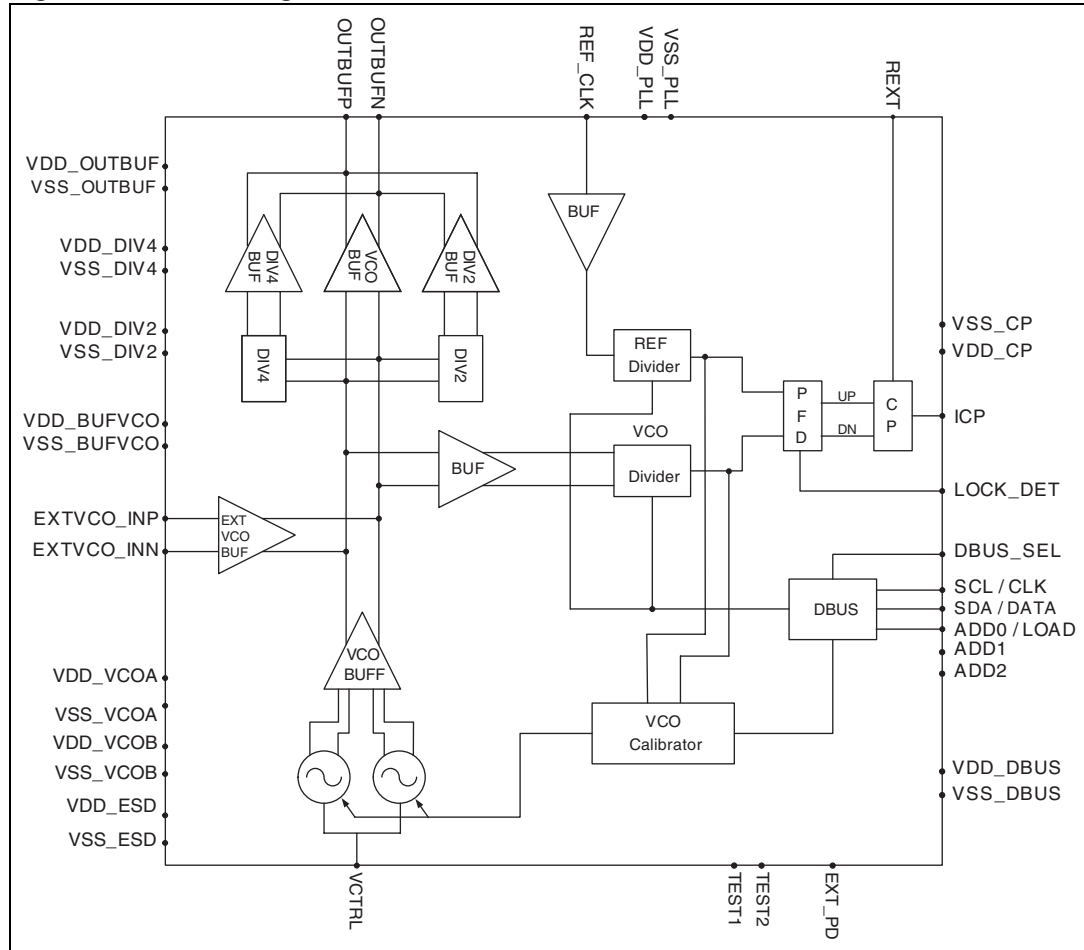 OUTBUFP
OUTBUFN
REF_CLK
VDD_PLL
VSS_PLL
REXT
VDD_OUTBUF
VSS_OUTBUF
VDD_DIV4
VSS_DIV4
VDD_DIV2
VSS_DIV2
VDD_BUFVCO
VSS_BUFVCO
EXTVCO_INP
EXTVCO_INN
VDD_VCOA
VSS_VCOA
VDD_VCOB
VSS_VCOB
VDD_ESD
VSS_ESD
DIV4
BUF
VCO
BUF
DIV2
BUF
DIV4
DIV2
BUF
REF
Divider
VCO
Divider
BUF
EXT
VCO
BUF
VCO
BUFF
PFD
UP
DN
CP
DBUS
VCO
Calibrator
VSS_CP
VDD_CP
ICP
LOCK_DET
DBUS_SEL
SCL / CLK
SDA / DATA
ADD0 / LOAD
ADD1
ADD2
VDD_DBUS
VSS_DBUS
VCTRL
TEST1
TEST2
EXT_PD